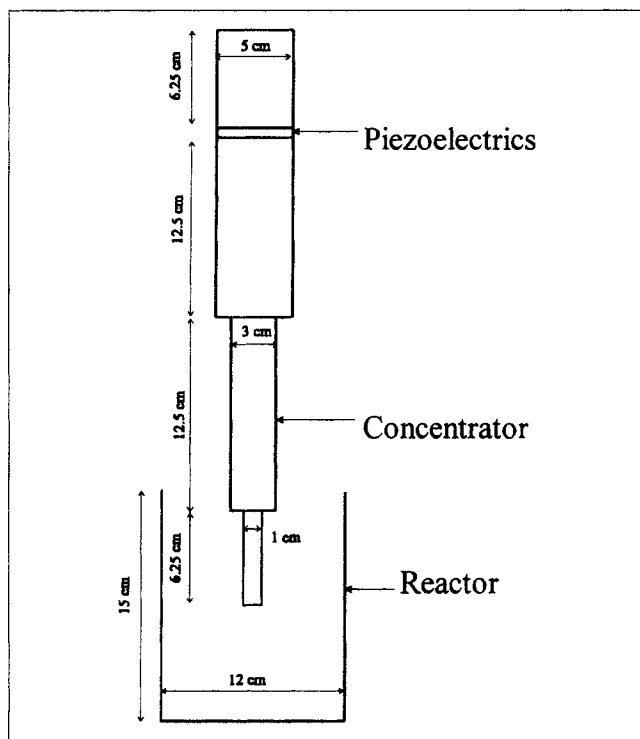 5 cm
6.25 cm
Piezoelectrics
12.5 cm
3 cm
12.5 cm
Concentrator
1 cm
6.25 cm
15 cm
Reactor
12 cm